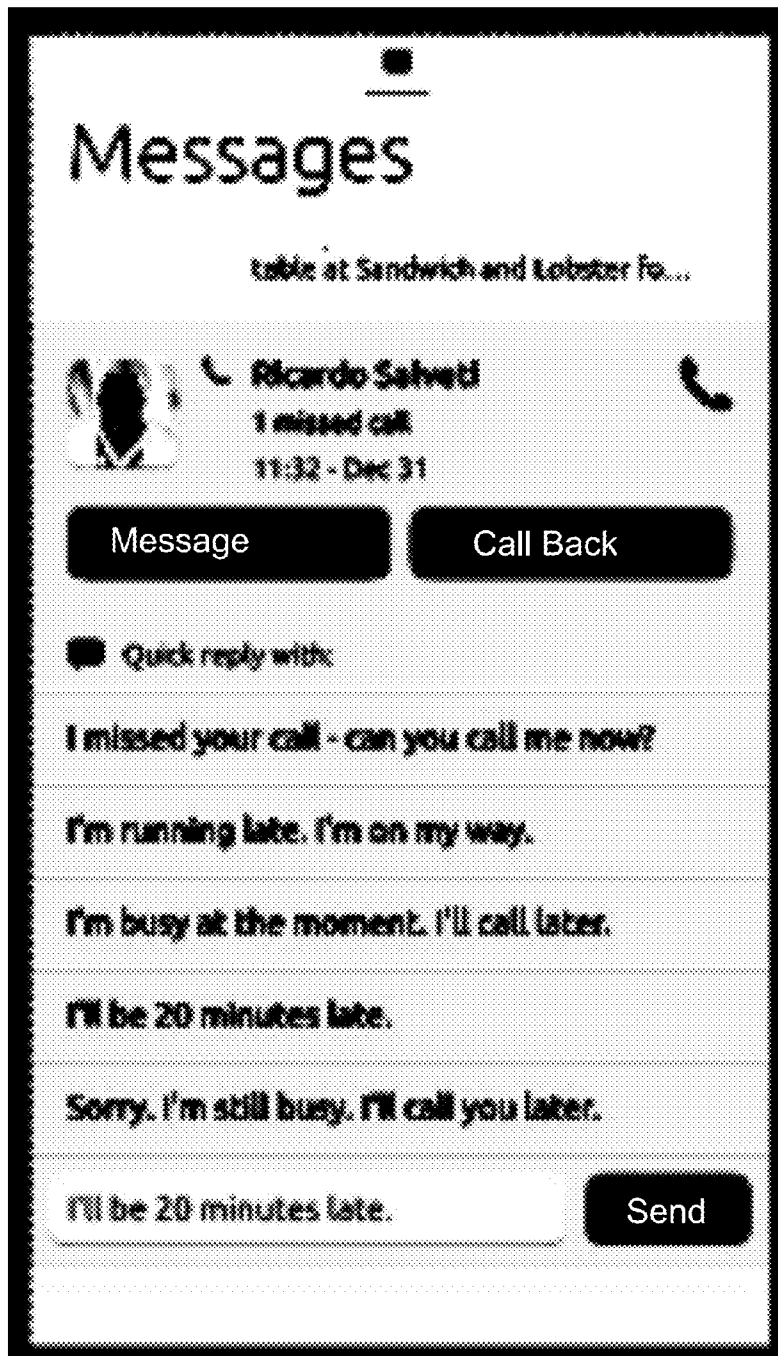 Messages
table at Sandwich and Lobster Fo...
Ricardo Salveti
1 missed call
11:32 - Dec 31
Message
Call Back
Quick reply with:
I missed your call - can you call me now?
I'm running late. I'm on my way.
I'm busy at the moment. I'll call later.
I'll be 20 minutes late.
Sorry. I'm still busy. I'll call you later.
I'll be 20 minutes late.
Send